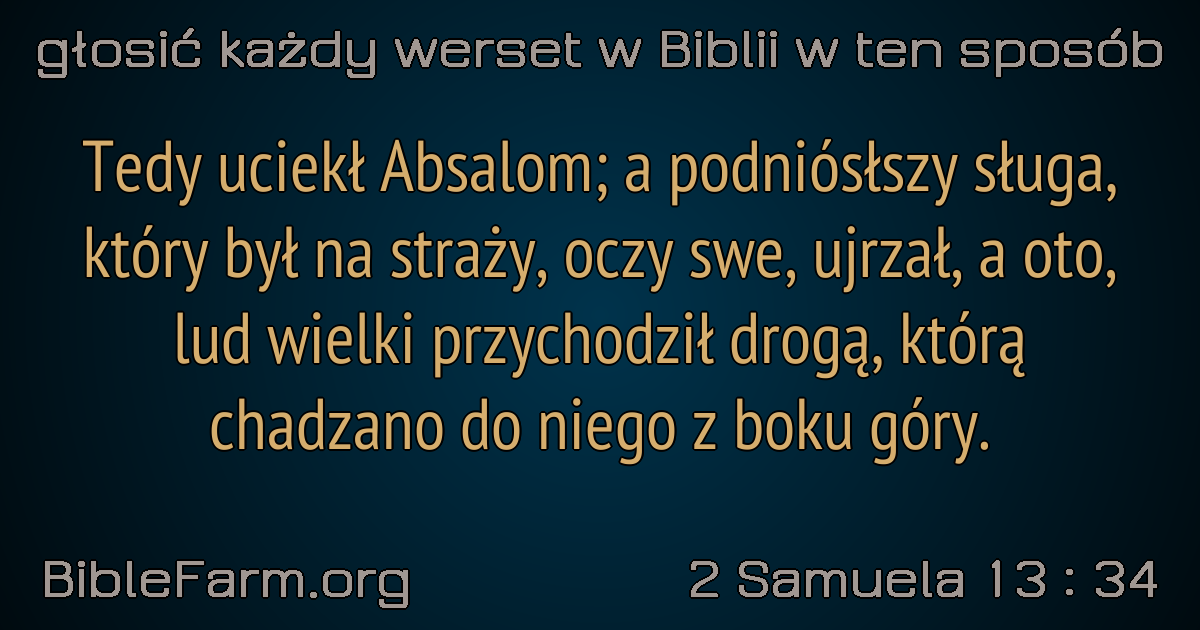 głosić każdy werset w Biblii w ten sposób
Tedy uciekł Absalom; a podniósłszy sługa,
który był na straży, oczy swe, ujrzał, a oto,
lud wielki przychodził drogą, którą
chadzano do niego z boku góry.
BibleFarm.org
2 Samuela 13 : 34